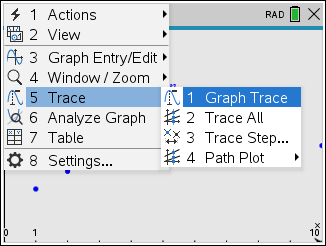 RAD
1 Actions
2 View
3 Graph Entry/Edit
4 Window / Zoom
5 Trace
6 Analyze Graph
7 Table
8 Settings...
1 Graph Trace
2 Trace All
3 Trace Step...
4 Path Plot
0 1 10
x